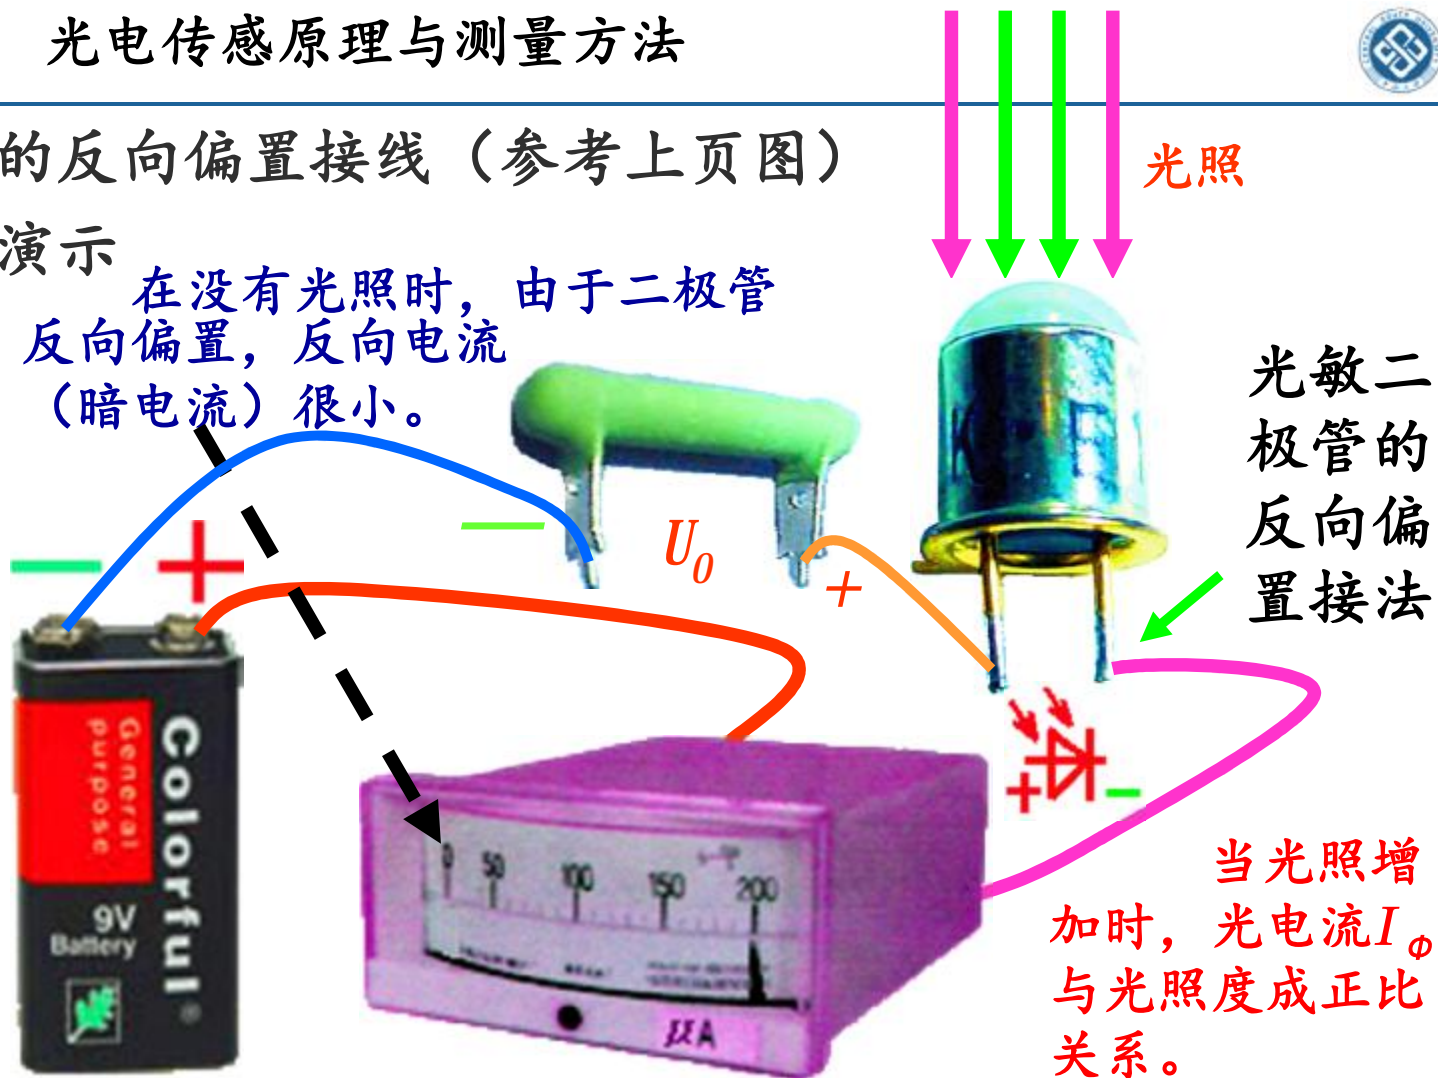 光电传感原理与测量方法
的反向偏置接线（参考上页图）
光照
演示
在没有光照时，由于二极管
反向偏置，反向电流
（暗电流）很小。
光敏二
极管的
反向偏
置接法
U0
+
−
−
+
General
purpose
Colorful®
9V
Battery
+
−
0 50 100 150 200
μA
当光照增
加时，光电流IΦ
与光照度成正比
关系。